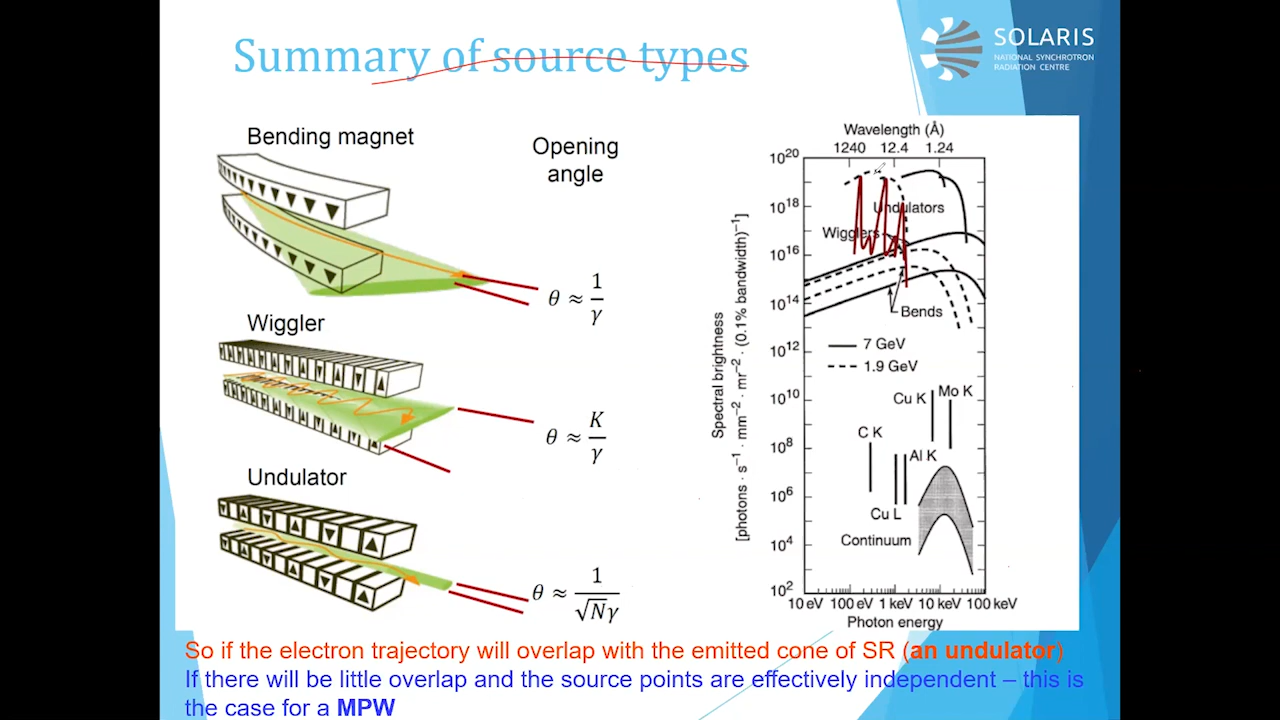 Summary of source types
SOLARIS
NATIONAL SYNCHROTRON
RADIATION CENTRE
Bending magnet
Opening
angle
θ ≈ 1/γ
Wiggler
θ ≈ K/γ
Undulator
θ ≈ 1/√Nγ
Wavelength (Å)
1240 12.4 1.24
10^20
10^18
10^16
10^14
10^12
10^10
10^8
10^6
10^4
10^2
Spectral brightness
[photons · s^−1 · mm^−2 · mr^−2 · (0.1% bandwidth)^−1]
Undulators
Wigglers
Bends
7 GeV
1.9 GeV
Cu K
Mo K
C K
Al K
Cu L
Continuum
10 eV 100 eV 1 keV 10 keV 100 keV
Photon energy
So if the electron trajectory will overlap with the emitted cone of SR (an undulator)
If there will be little overlap and the source points are effectively independent – this is
the case for a MPW